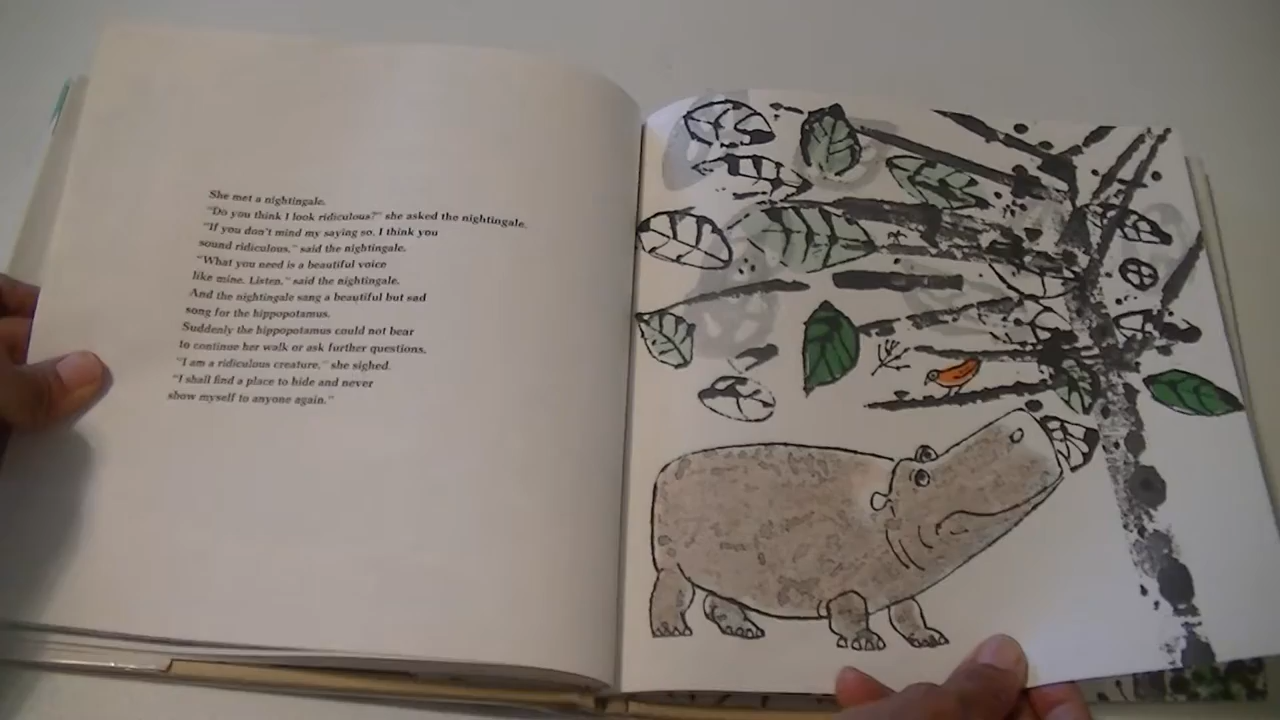 She met a nightingale.
"Do you think I look ridiculous?" she asked the nightingale.
"If you don't mind my saying so, I think you
sound ridiculous," said the nightingale.
"What you need is a beautiful voice
like mine. Listen," said the nightingale.
And the nightingale sang a beautiful but sad
song for the hippopotamus.
Suddenly the hippopotamus could not bear
to continue her walk or ask further questions.
"I am a ridiculous creature," she sighed.
"I shall find a place to hide and never
show myself to anyone again."